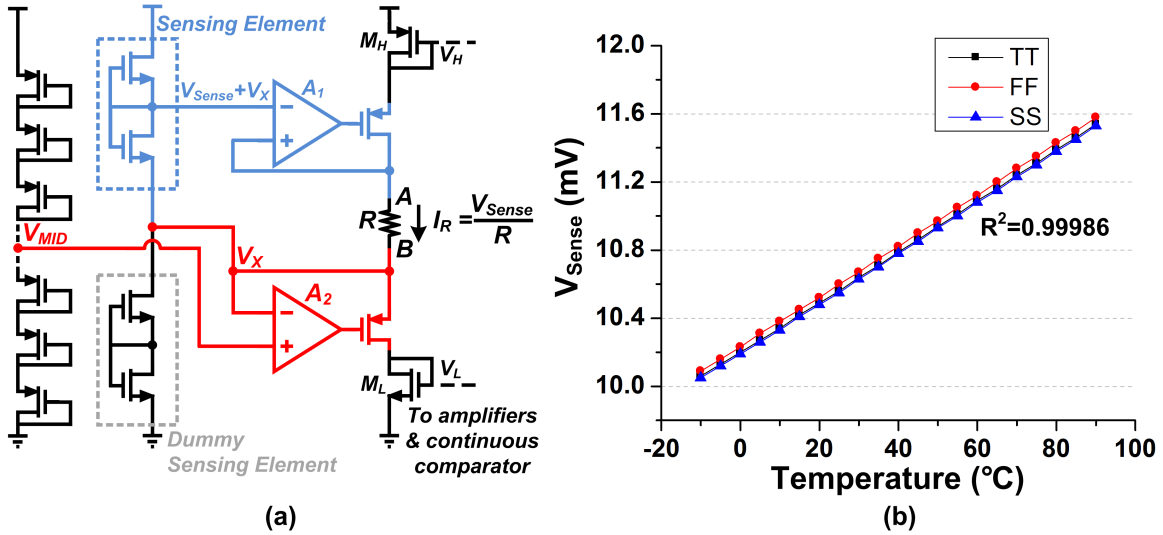 Sensing Element
M_H
V_H
V_Sense+V_X
A_1
−
+
A
R
I_R = V_Sense / R
B
V_MID
V_X
A_2
−
+
V_L
M_L
To amplifiers
& continuous
comparator
Dummy
Sensing Element
(a)
12.0
11.6
11.2
10.8
10.4
10.0
V_Sense (mV)
TT
FF
SS
R²=0.99986
-20 0 20 40 60 80 100
Temperature (°C)
(b)